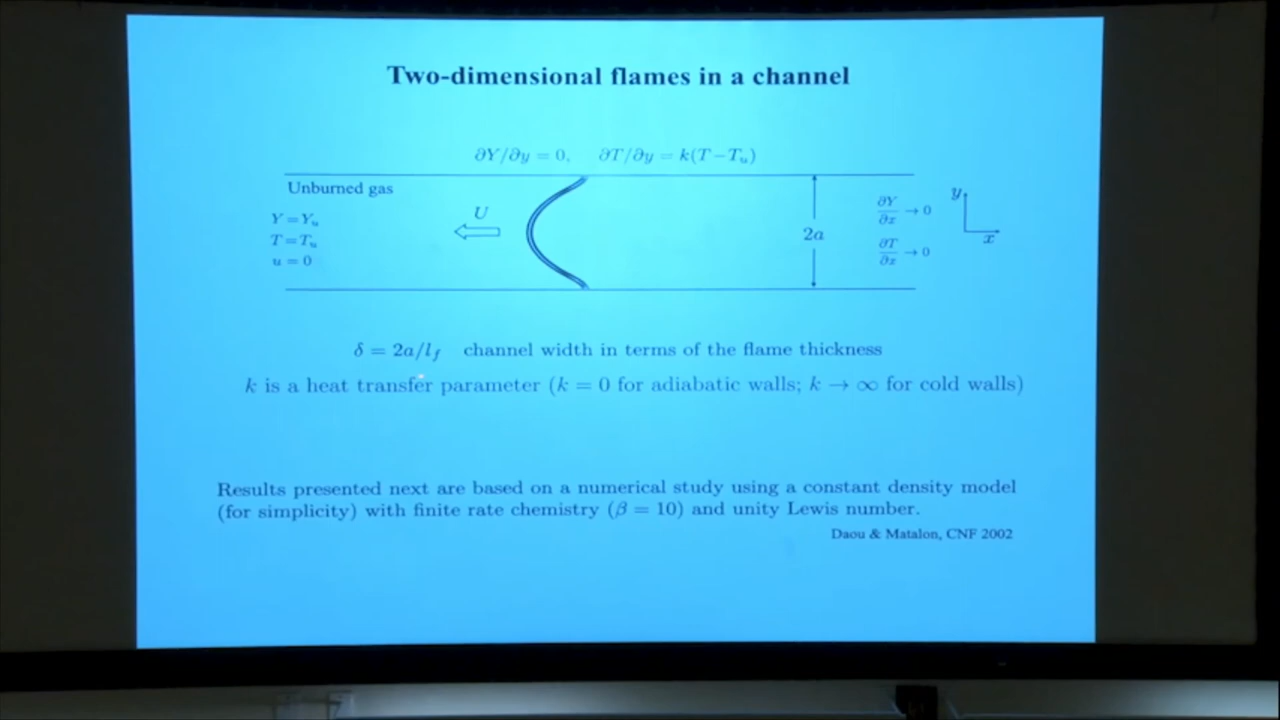 Two-dimensional flames in a channel
∂Y/∂y = 0,   ∂T/∂y = k(T−Tᵤ)
Unburned gas
Y=Yᵤ
T=Tᵤ
u = 0
U
2a
∂Y/∂x → 0
∂T/∂x → 0
y
x
δ = 2a/l_f   channel width in terms of the flame thickness
k is a heat transfer parameter (k = 0 for adiabatic walls; k → ∞ for cold walls)
Results presented next are based on a numerical study using a constant density model
(for simplicity) with finite rate chemistry (β = 10) and unity Lewis number.
Daou & Matalon, CNF 2002